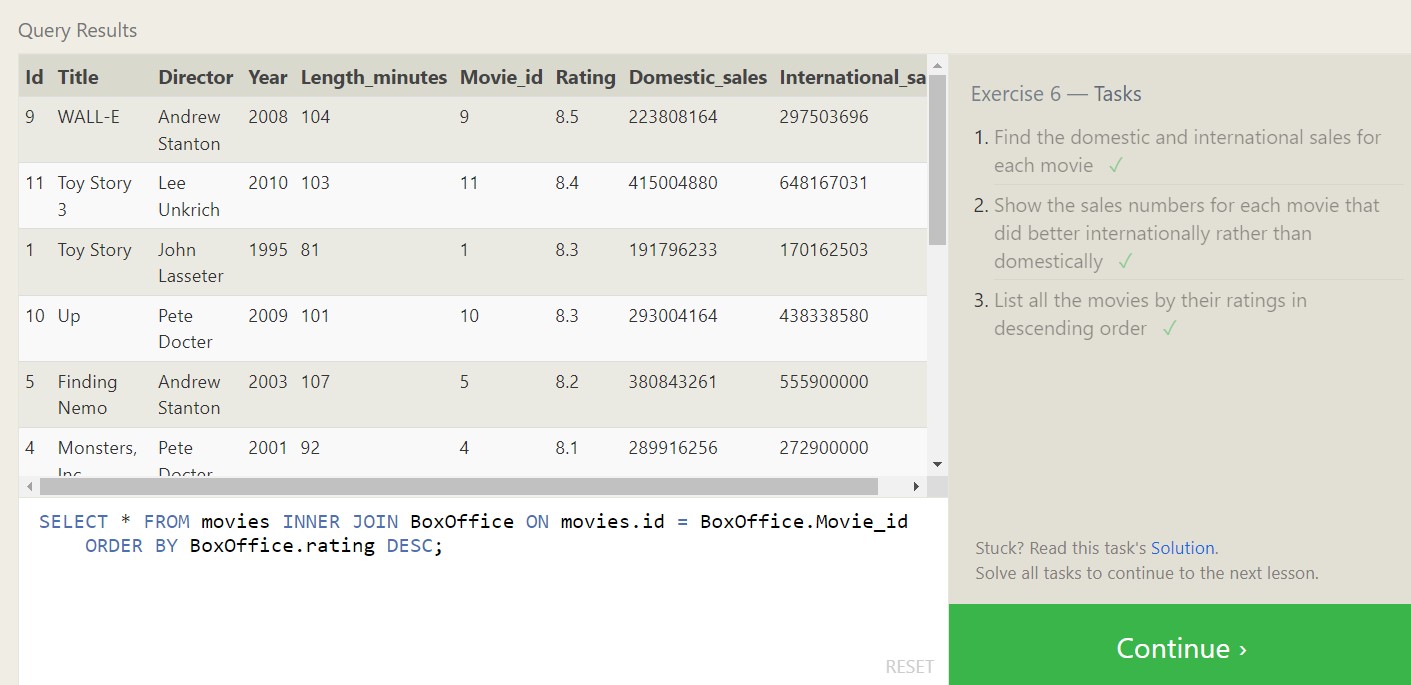 Query Results
Id Title Director Year Length_minutes Movie_id Rating Domestic_sales International_sa
9 WALL-E Andrew 2008 104 9 8.5 223808164 297503696
Stanton
11 Toy Story Lee 2010 103 11 8.4 415004880 648167031
3 Unkrich
1 Toy Story John 1995 81 1 8.3 191796233 170162503
Lasseter
10 Up Pete 2009 101 10 8.3 293004164 438338580
Docter
5 Finding Andrew 2003 107 5 8.2 380843261 555900000
Nemo Stanton
4 Monsters, Pete 2001 92 4 8.1 289916256 272900000
Inc. Docter
SELECT * FROM movies INNER JOIN BoxOffice ON movies.id = BoxOffice.Movie_id
ORDER BY BoxOffice.rating DESC;
RESET
Exercise 6 — Tasks
1. Find the domestic and international sales for
each movie ✓
2. Show the sales numbers for each movie that
did better internationally rather than
domestically ✓
3. List all the movies by their ratings in
descending order ✓
Stuck? Read this task's Solution.
Solve all tasks to continue to the next lesson.
Continue ›